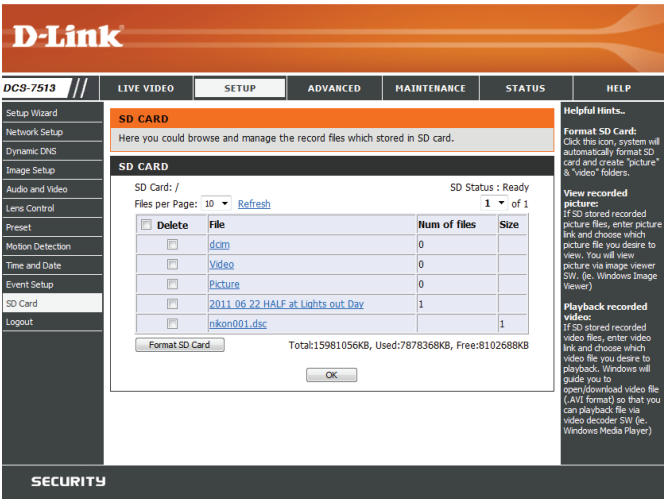 D-Link
DCS-7513
LIVE VIDEO
SETUP
ADVANCED
MAINTENANCE
STATUS
HELP
Setup Wizard
Network Setup
Dynamic DNS
Image Setup
Audio and Video
Lens Control
Preset
Motion Detection
Time and Date
Event Setup
SD Card
Logout
SD CARD
Here you could browse and manage the record files which stored in SD card.
SD CARD
SD Card: /
SD Status : Ready
Files per Page: 10 Refresh
1 of 1
Delete File Num of files Size
dcim 0
Video 0
Picture 0
2011 06 22 HALF at Lights out Day 1
nikon001.dsc 1
Format SD Card
Total:15981056KB, Used:7878368KB, Free:8102688KB
OK
Helpful Hints..
Format SD Card:
Click this icon, system will
automatically format SD
card and create "picture"
& "video" folders.
View recorded
picture:
If SD stored recorded
picture files, enter picture
link and choose which
picture file you desire to
view. You will view
picture via image viewer
SW. (ie. Windows Image
Viewer)
Playback recorded
video:
If SD stored recorded
video files, enter video
link and choose which
video file you desire to
playback. Windows will
guide you to
open/download video file
(.AVI format) so that you
can playback file via
video decoder SW (ie.
Windows Media Player)
SECURITY